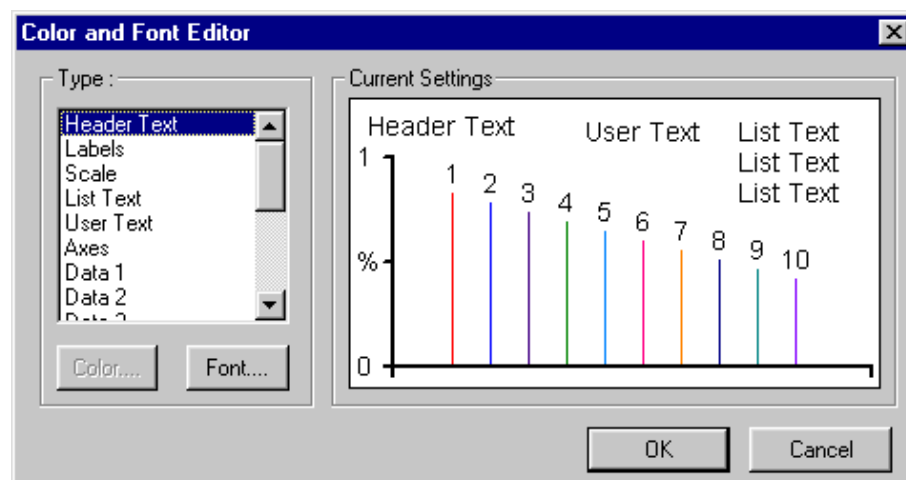 Color and Font Editor
Type :
Header Text
Labels
Scale
List Text
User Text
Axes
Data 1
Data 2
Color....
Font....
Current Settings
Header Text User Text List Text
List Text
List Text
1
%
0
1 2 3 4 5 6 7 8 9 10
OK
Cancel